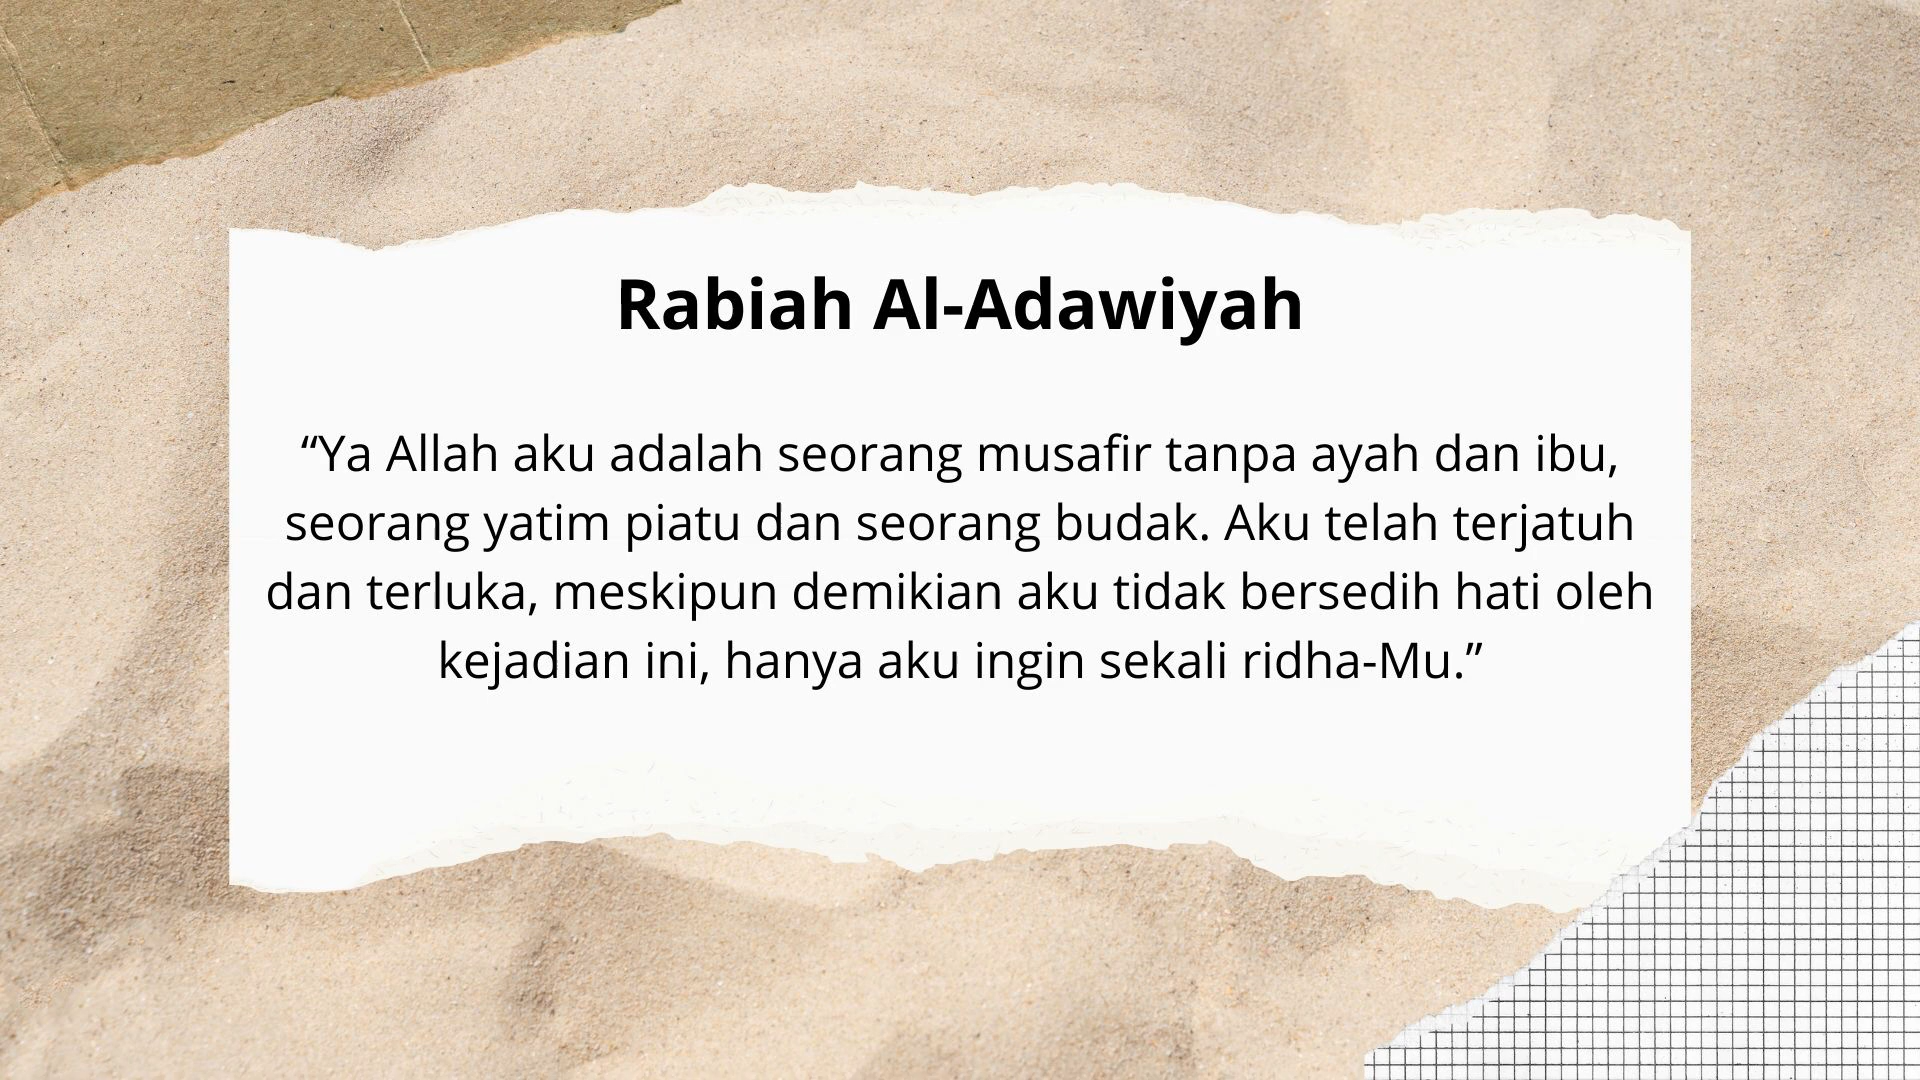 Rabiah Al-Adawiyah
“Ya Allah aku adalah seorang musafir tanpa ayah dan ibu,
seorang yatim piatu dan seorang budak. Aku telah terjatuh
dan terluka, meskipun demikian aku tidak bersedih hati oleh
kejadian ini, hanya aku ingin sekali ridha-Mu.”